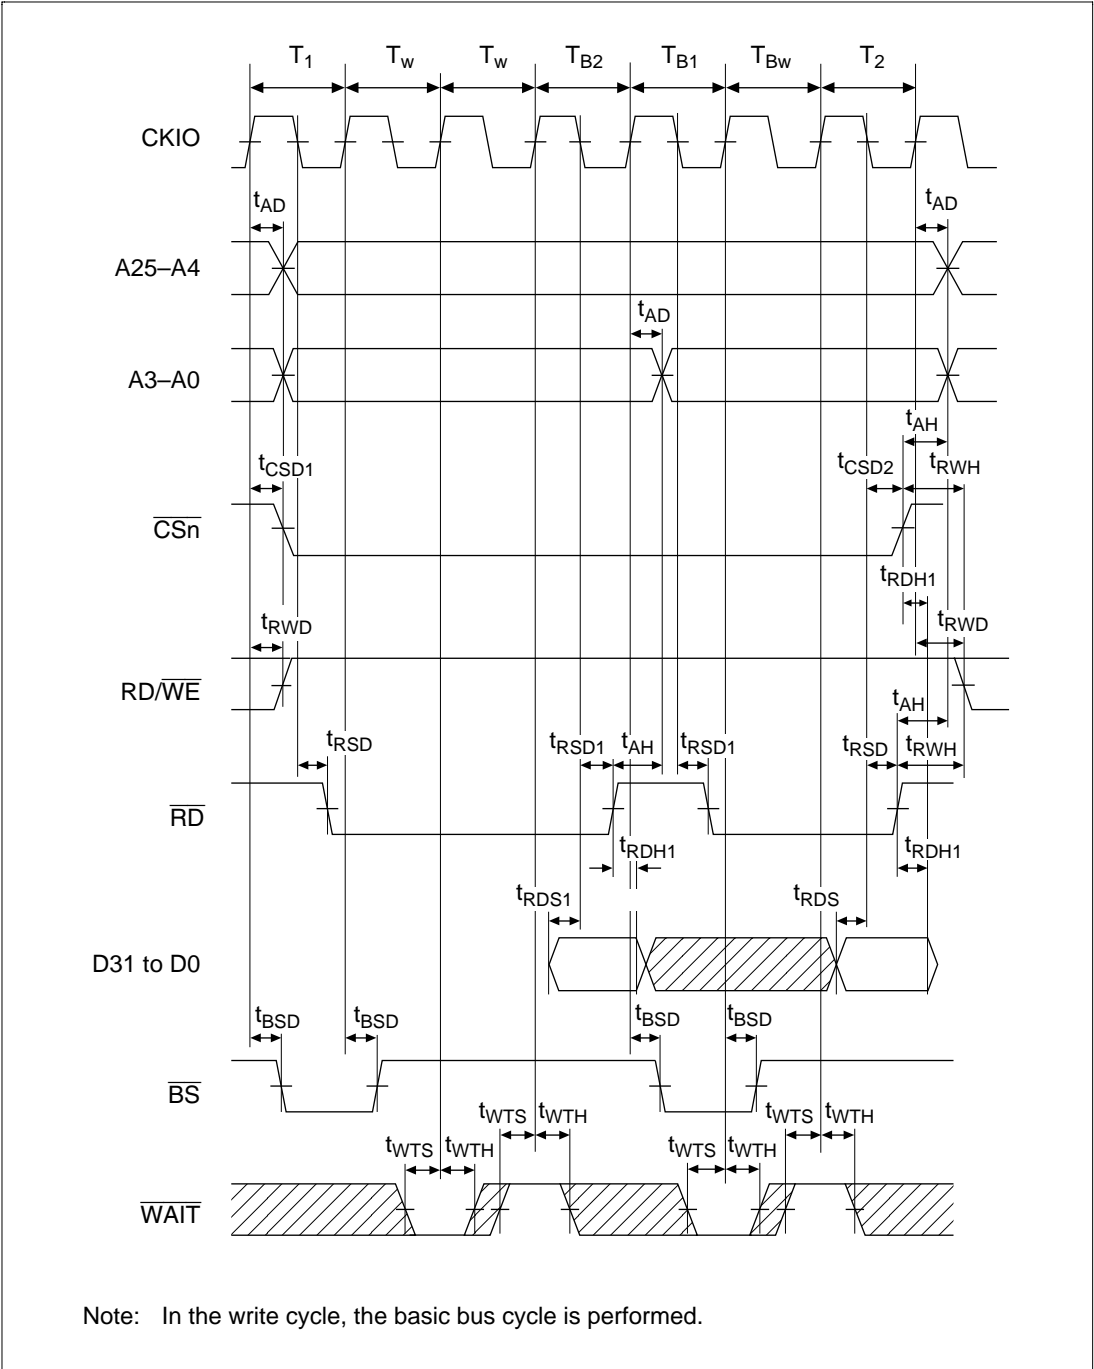 T1 Tw Tw TB2 TB1 TBw T2
CKIO
tAD tAD
A25–A4
tAD
A3–A0
tAH
tCSD1 tCSD2 tRWH
CSn
tRDH1
tRWD tRWD
RD/WE
tAH
tRSD tRSD1 tAH tRSD1 tRSD tRWH
RD
tRDH1 tRDH1
tRDS1 tRDS
D31 to D0
tBSD tBSD tBSD tBSD
BS
tWTS tWTH tWTS tWTH
tWTS tWTH tWTS tWTH
WAIT
Note: In the write cycle, the basic bus cycle is performed.